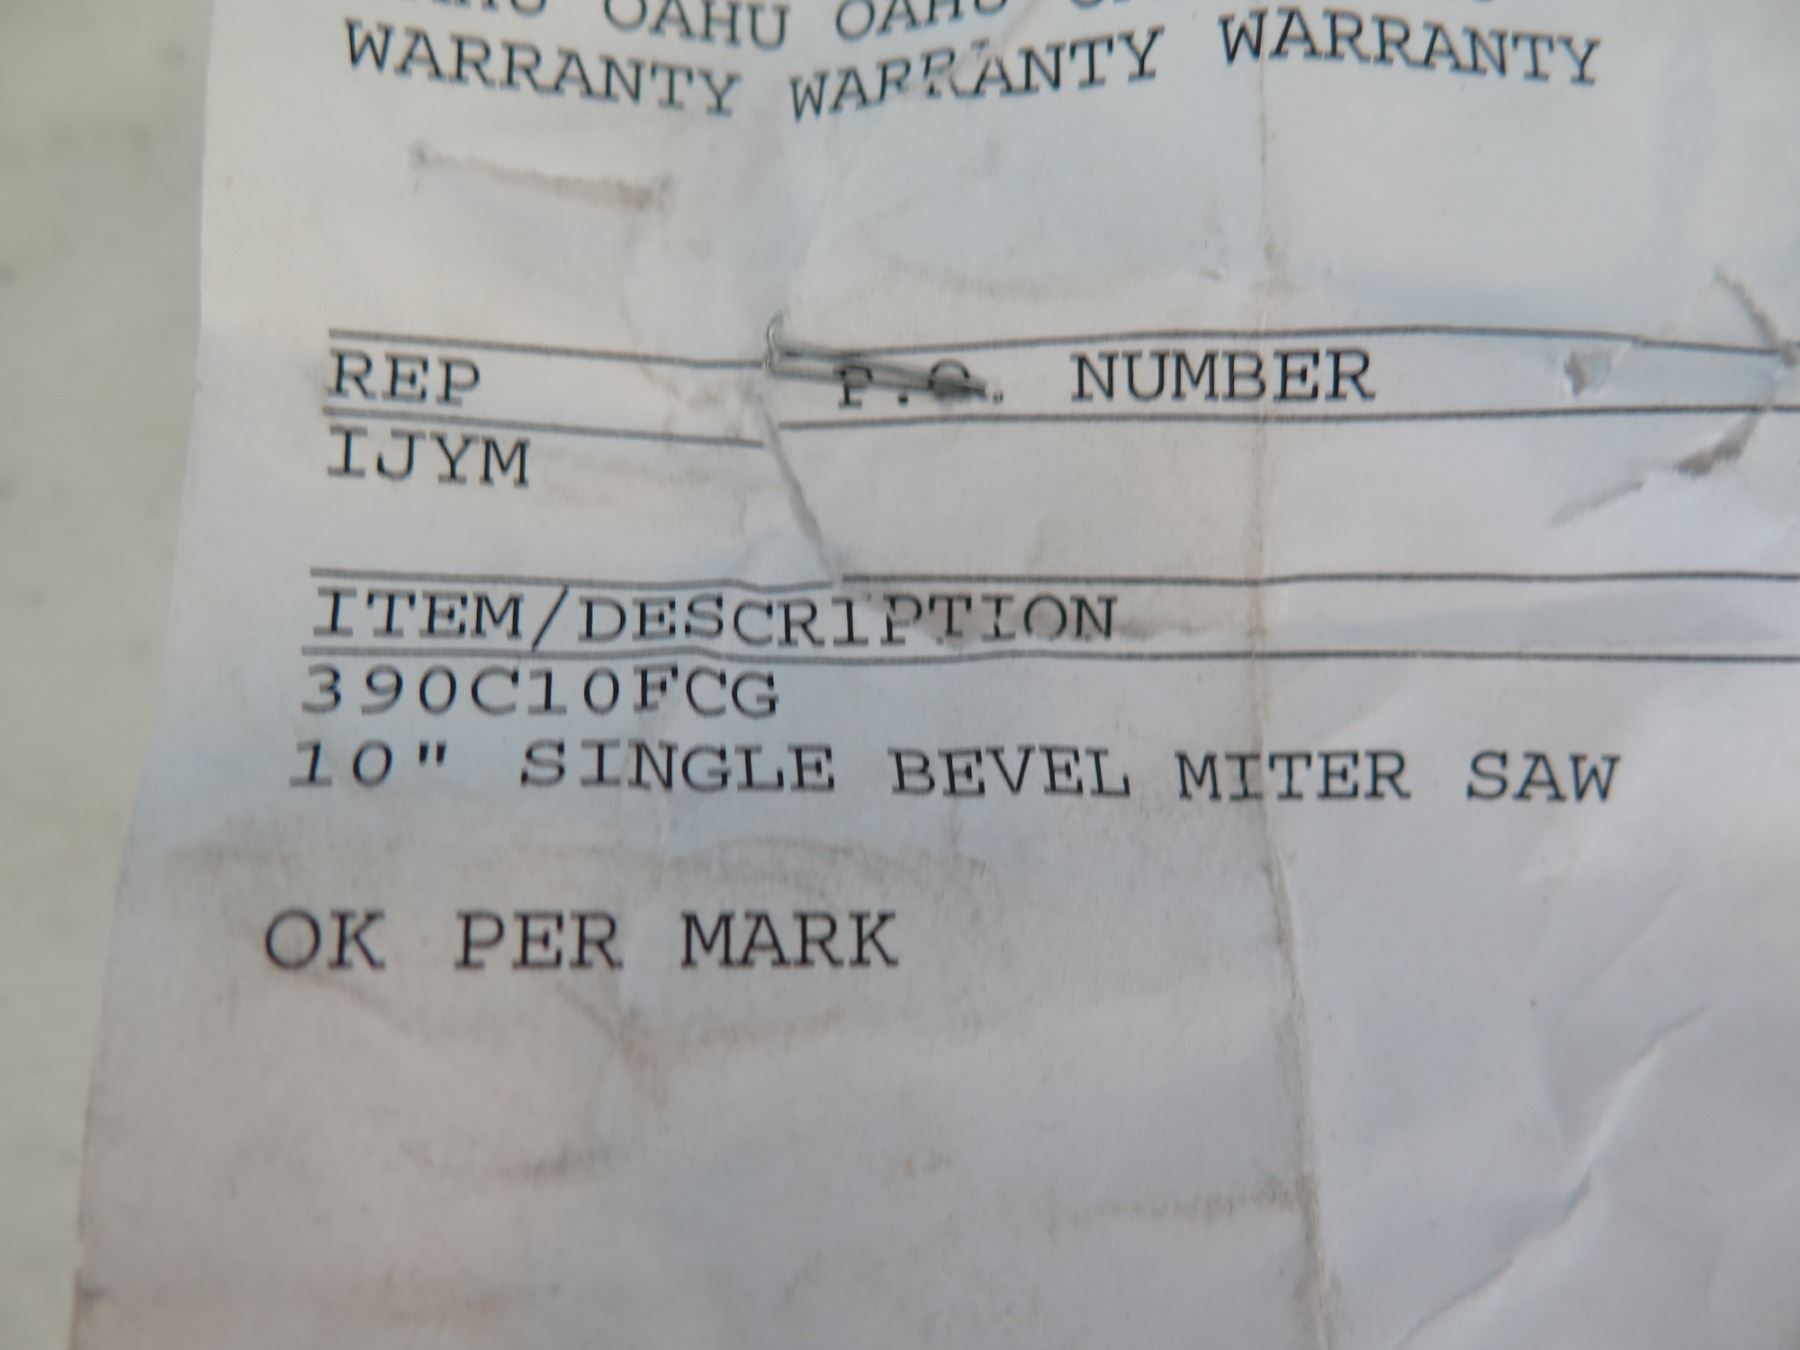 OAHU OAHU
WARRANTY WARRANTY WARRANTY
REP P.O. NUMBER
IJYM
ITEM/DESCRIPTION
390C10FCG
10" SINGLE BEVEL MITER SAW
OK PER MARK